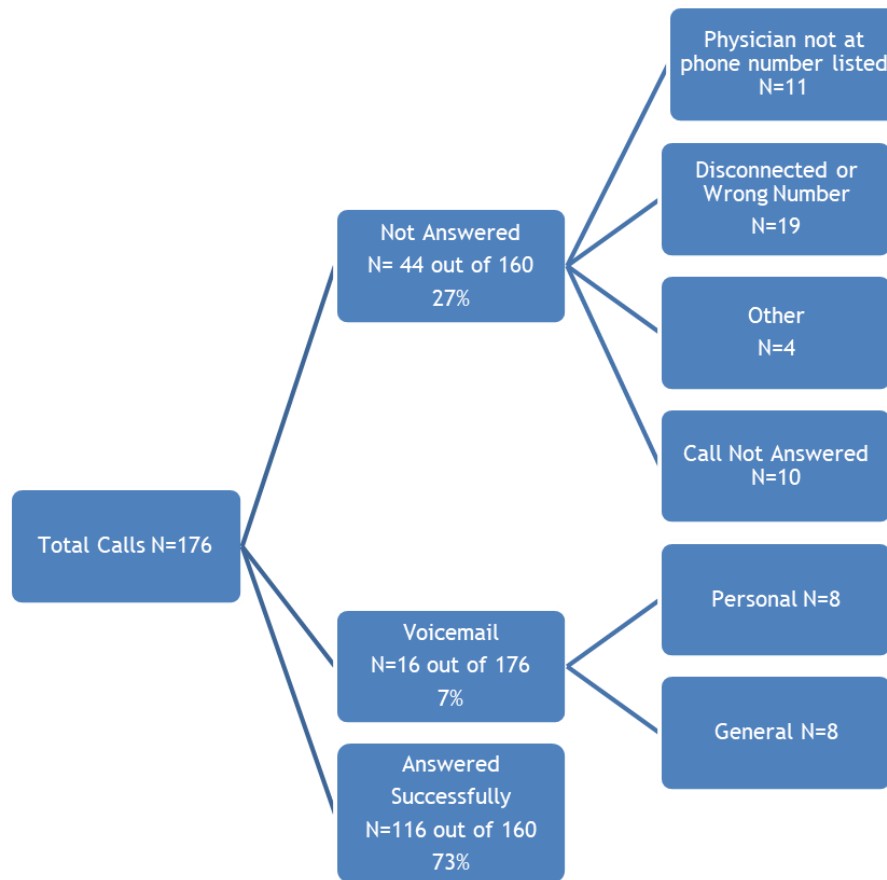 Total Calls N=176
Not Answered
N= 44 out of 160
27%
Physician not at
phone number listed
N=11
Disconnected or
Wrong Number
N=19
Other
N=4
Call Not Answered
N=10
Voicemail
N=16 out of 176
7%
Personal N=8
General N=8
Answered
Successfully
N=116 out of 160
73%